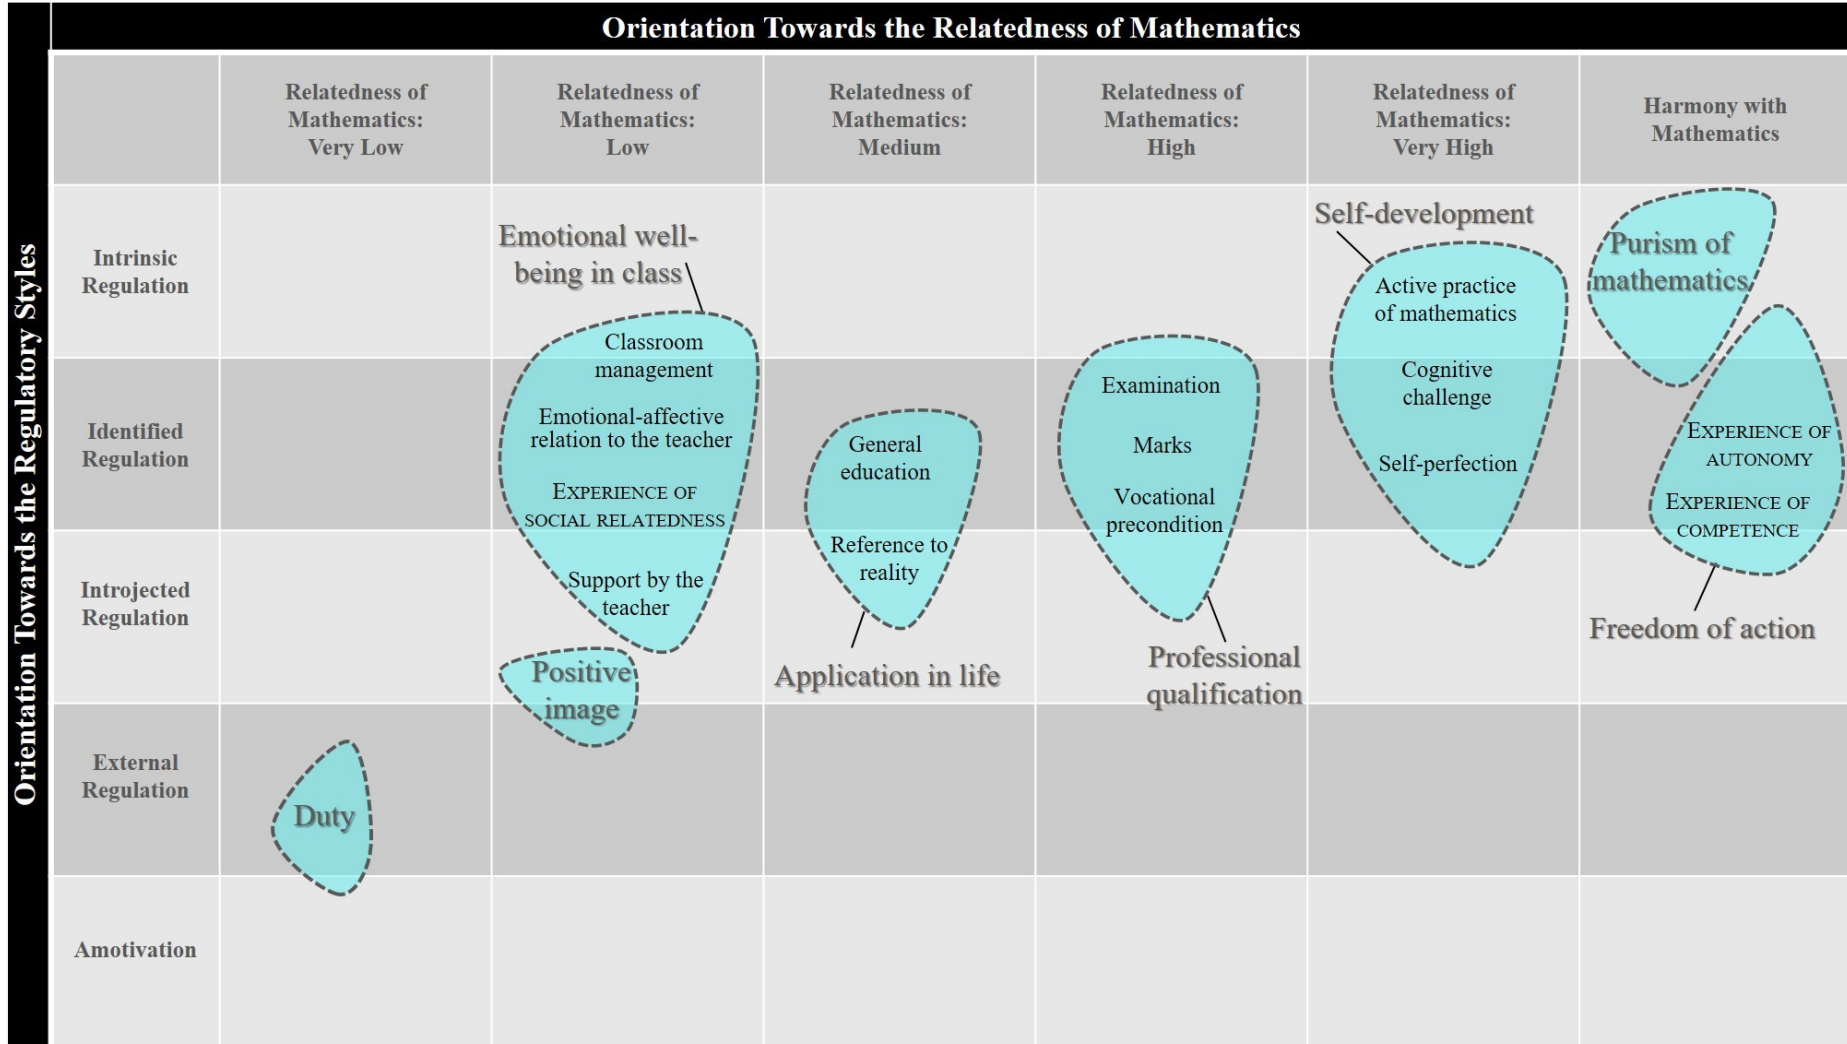 Orientation Towards the Relatedness of Mathematics
Orientation Towards the Regulatory Styles
Relatedness of
Mathematics:
Very Low
Relatedness of
Mathematics:
Low
Relatedness of
Mathematics:
Medium
Relatedness of
Mathematics:
High
Relatedness of
Mathematics:
Very High
Harmony with
Mathematics
Intrinsic
Regulation
Emotional well-
being in class
Classroom
management
Self-development
Active practice
of mathematics
Purism of
mathematics
Identified
Regulation
Emotional-affective
relation to the teacher
EXPERIENCE OF
SOCIAL RELATEDNESS
General
education
Examination
Marks
Vocational
precondition
Cognitive
challenge
Self-perfection
EXPERIENCE OF
AUTONOMY
EXPERIENCE OF
COMPETENCE
Introjected
Regulation
Support by the
teacher
Positive
image
Reference to
reality
Application in life
Professional
qualification
Freedom of action
External
Regulation
Duty
Amotivation